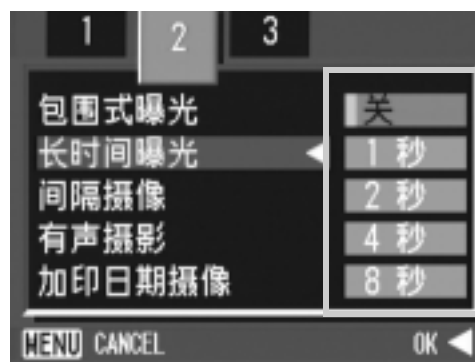 1 2 3
包围式曝光 关
长时间曝光 1 秒
间隔摄像 2 秒
有声摄影 4 秒
加印日期摄像 8 秒
MENU CANCEL OK